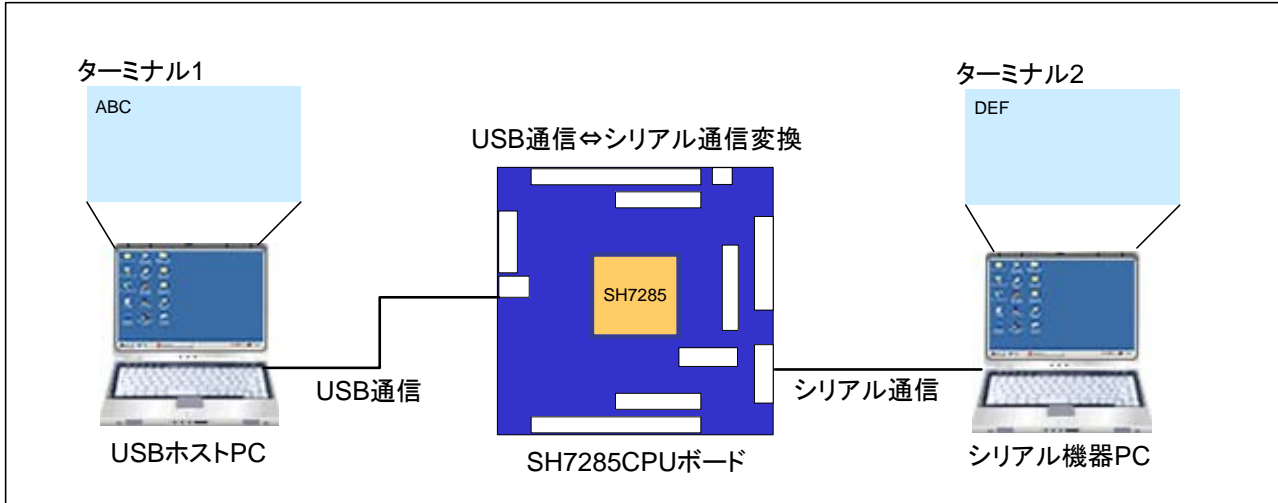 ターミナル1
ABC
ターミナル2
DEF
USB通信⇔シリアル通信変換
SH7285
USB通信
シリアル通信
USBホストPC
SH7285CPUボード
シリアル機器PC